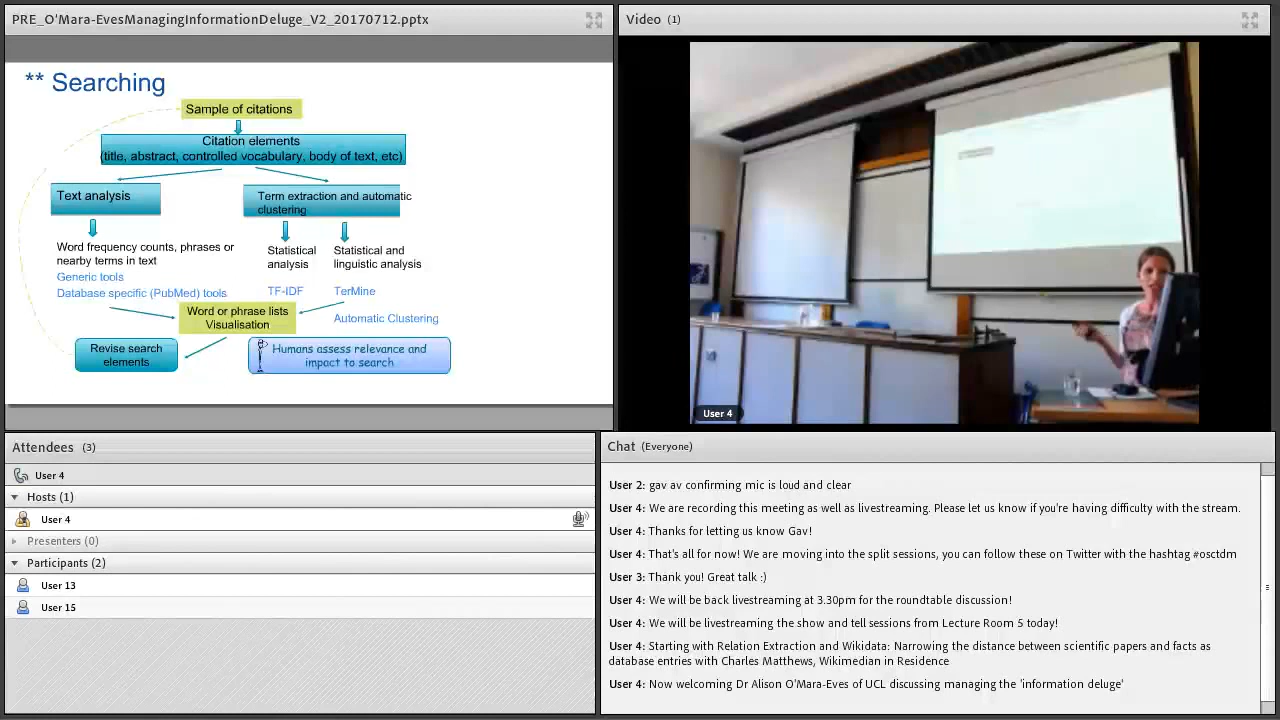 PRE_O'Mara-EvesManagingInformationDeluge_V2_20170712.pptx
** Searching
Sample of citations
Citation elements
(title, abstract, controlled vocabulary, body of text, etc)
Text analysis
Term extraction and automatic
clustering
Word frequency counts, phrases or
nearby terms in text
Generic tools
Database specific (PubMed) tools
Statistical
analysis
TF-IDF
Statistical and
linguistic analysis
TerMine
Automatic Clustering
Word or phrase lists
Visualisation
Revise search
elements
Humans assess relevance and
impact to search
Video (1)
User 4
Attendees (3)
User 4
Hosts (1)
User 4
Presenters (0)
Participants (2)
User 13
User 15
Chat (Everyone)
User 2: gav av confirming mic is loud and clear
User 4: We are recording this meeting as well as livestreaming. Please let us know if you're having difficulty with the stream.
User 4: Thanks for letting us know Gav!
User 4: That's all for now! We are moving into the split sessions, you can follow these on Twitter with the hashtag #osctdm
User 3: Thank you! Great talk :)
User 4: We will be back livestreaming at 3.30pm for the roundtable discussion!
User 4: We will be livestreaming the show and tell sessions from Lecture Room 5 today!
User 4: Starting with Relation Extraction and Wikidata: Narrowing the distance between scientific papers and facts as
database entries with Charles Matthews, Wikimedian in Residence
User 4: Now welcoming Dr Alison O'Mara-Eves of UCL discussing managing the 'information deluge'